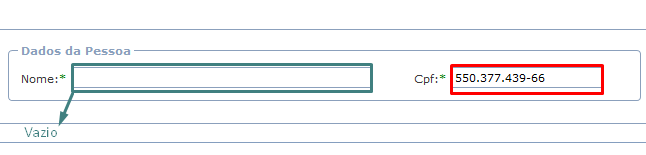 Dados da Pessoa
Nome:* Cpf:* 550.377.439-66
Vazio